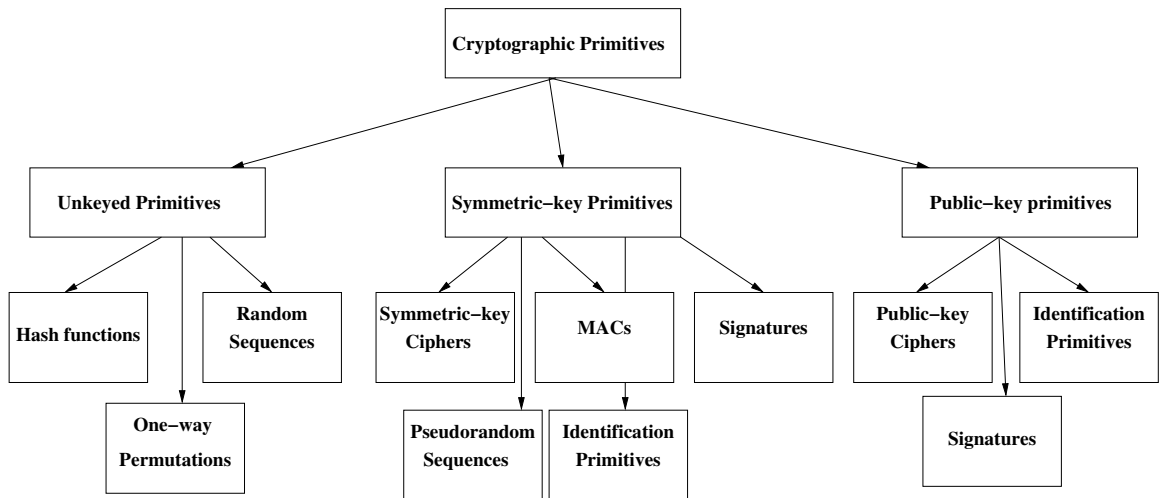 Cryptographic Primitives
Unkeyed Primitives
Symmetric−key Primitives
Public−key primitives
Hash functions
Random
Sequences
Symmetric−key
Ciphers
MACs
Signatures
Public−key
Ciphers
Identification
Primitives
One−way
Permutations
Pseudorandom
Sequences
Identification
Primitives
Signatures